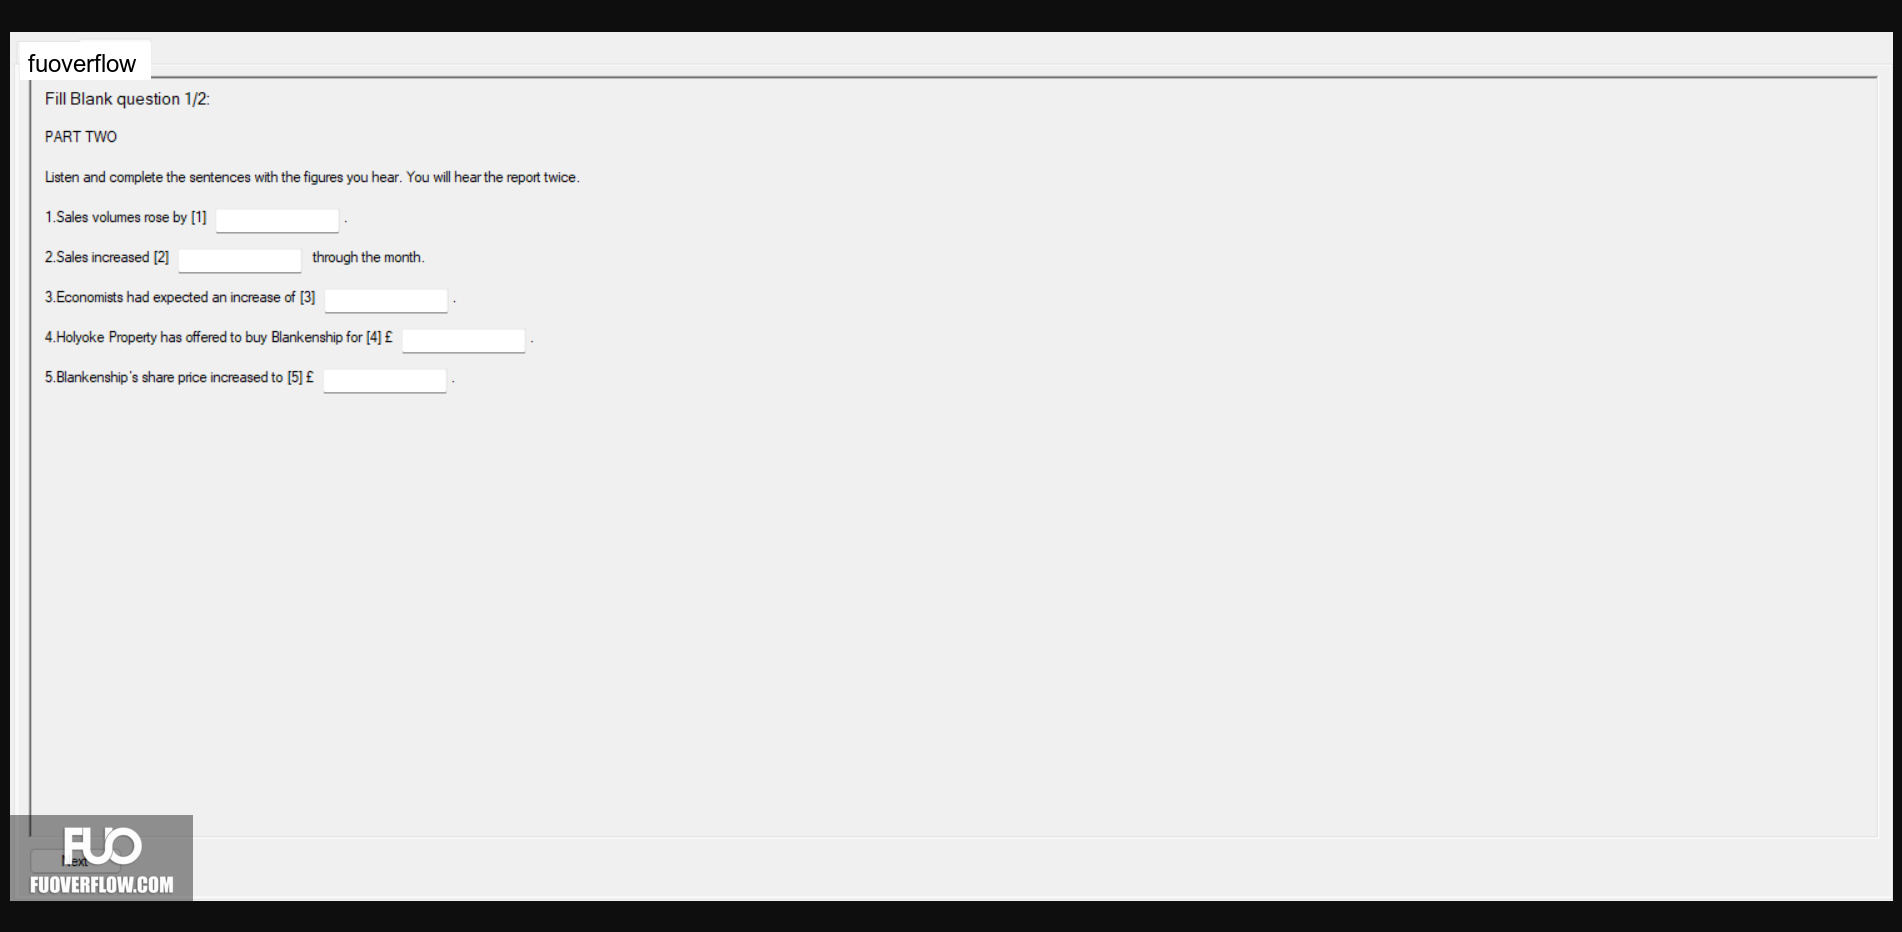 fuoverflow
Fill Blank question 1/2:
PART TWO
Listen and complete the sentences with the figures you hear. You will hear the report twice.
1.Sales volumes rose by [1] .
2.Sales increased [2] through the month.
3.Economists had expected an increase of [3] .
4.Holyoke Property has offered to buy Blankenship for [4] £ .
5.Blankenship's share price increased to [5] £ .
Next
FUO
FUOVERFLOW.COM